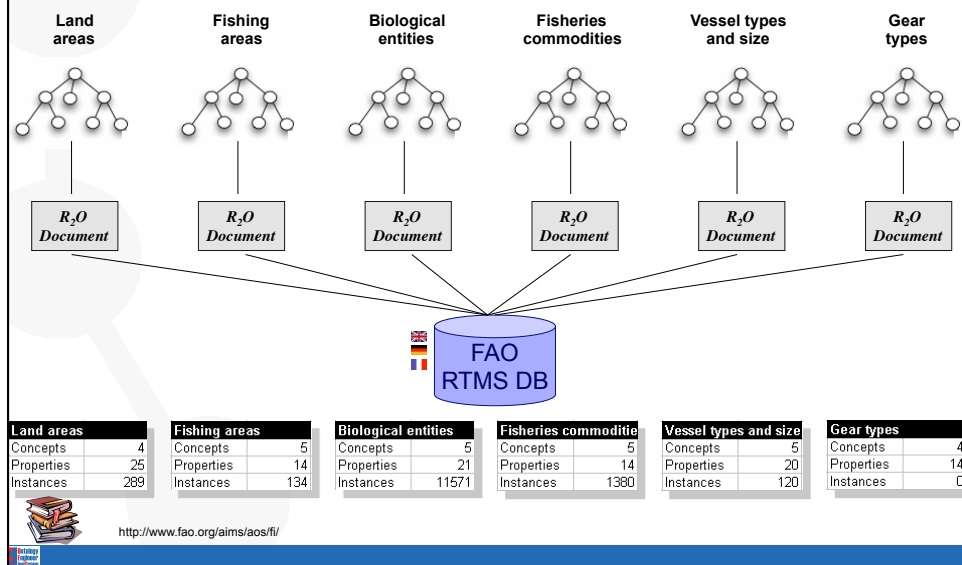 Land areas
Fishing areas
Biological entities
Fisheries commodities
Vessel types and size
Gear types
R2O Document
R2O Document
R2O Document
R2O Document
R2O Document
R2O Document
FAO
RTMS DB
Land areas
Concepts 4
Properties 25
Instances 289
Fishing areas
Concepts 5
Properties 14
Instances 134
Biological entities
Concepts 5
Properties 21
Instances 11571
Fisheries commoditie
Concepts 5
Properties 14
Instances 1380
Vessel types and size
Concepts 5
Properties 20
Instances 120
Gear types
Concepts 4
Properties 14
Instances 0
http://www.fao.org/aims/aos/fi/